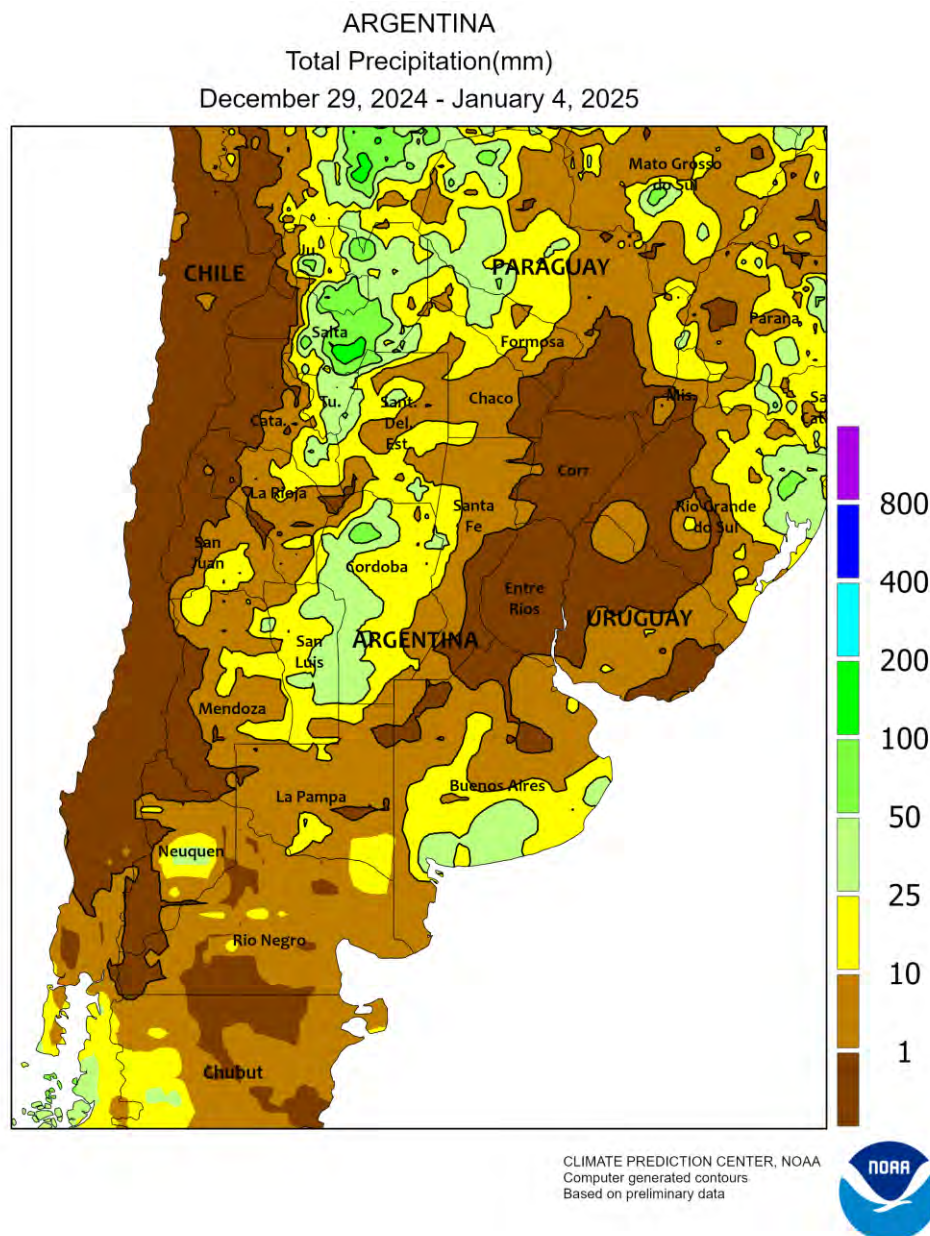 ARGENTINA
Total Precipitation(mm)
December 29, 2024 - January 4, 2025
Mato Grosso
do Sul
Ju
CHILE
PARAGUAY
Parana
Salta
Formosa
Tu.
Sant.
Del.
Est.
Chaco
Mis.
Sa
Cat
Cata.
La Rioja
Corr
Santa
Fe
Rio Grande
do Sul
San
Juan
Cordoba
Entre
Rios
URUGUAY
ARGENTINA
San
Luis
Mendoza
Buenos Aires
La Pampa
Neuquen
Rio Negro
Chubut
800
400
200
100
50
25
10
1
CLIMATE PREDICTION CENTER, NOAA
Computer generated contours
Based on preliminary data
NOAA